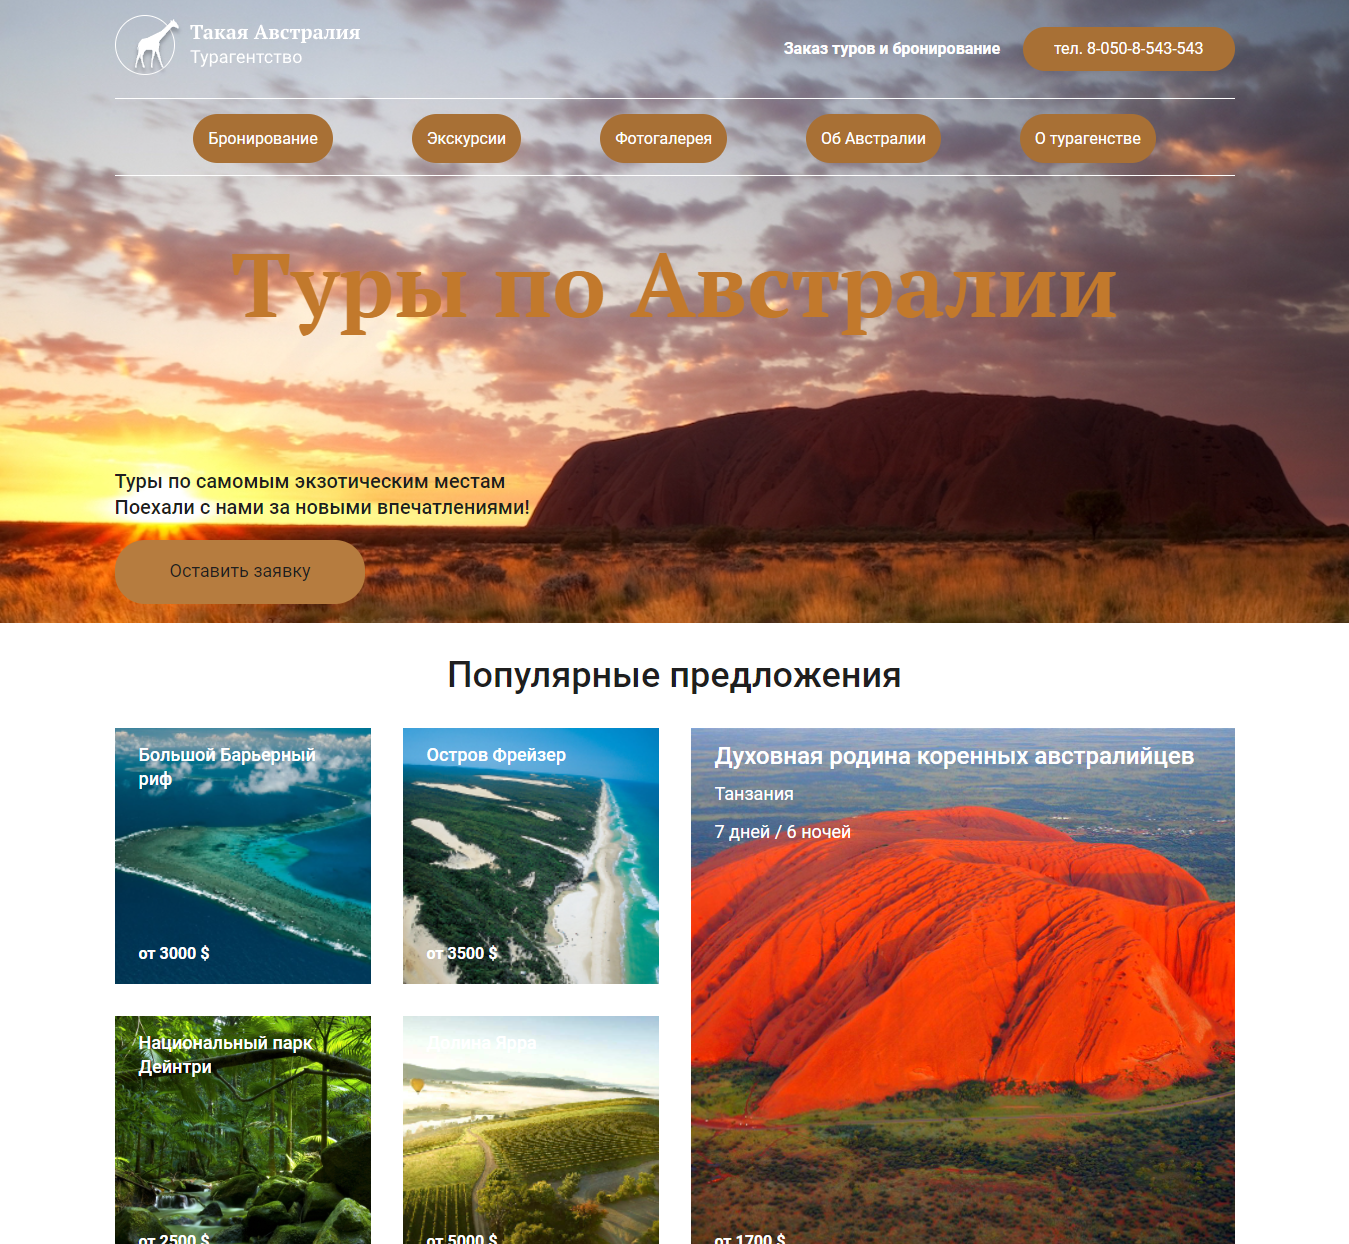 Такая Австралия
Турагентство
Заказ туров и бронирование
тел. 8-050-8-543-543
Бронирование
Экскурсии
Фотогалерея
Об Австралии
О турагенстве
Туры по Австралии
Туры по самомым экзотическим местам
Поехали с нами за новыми впечатлениями!
Оставить заявку
Популярные предложения
Большой Барьерный
риф
от 3000 $
Остров Фрейзер
от 3500 $
Духовная родина коренных австралийцев
Танзания
7 дней / 6 ночей
от 1700 $
Национальный парк
Дейнтри
от 2500 $
Долина Ярра
от 5000 $